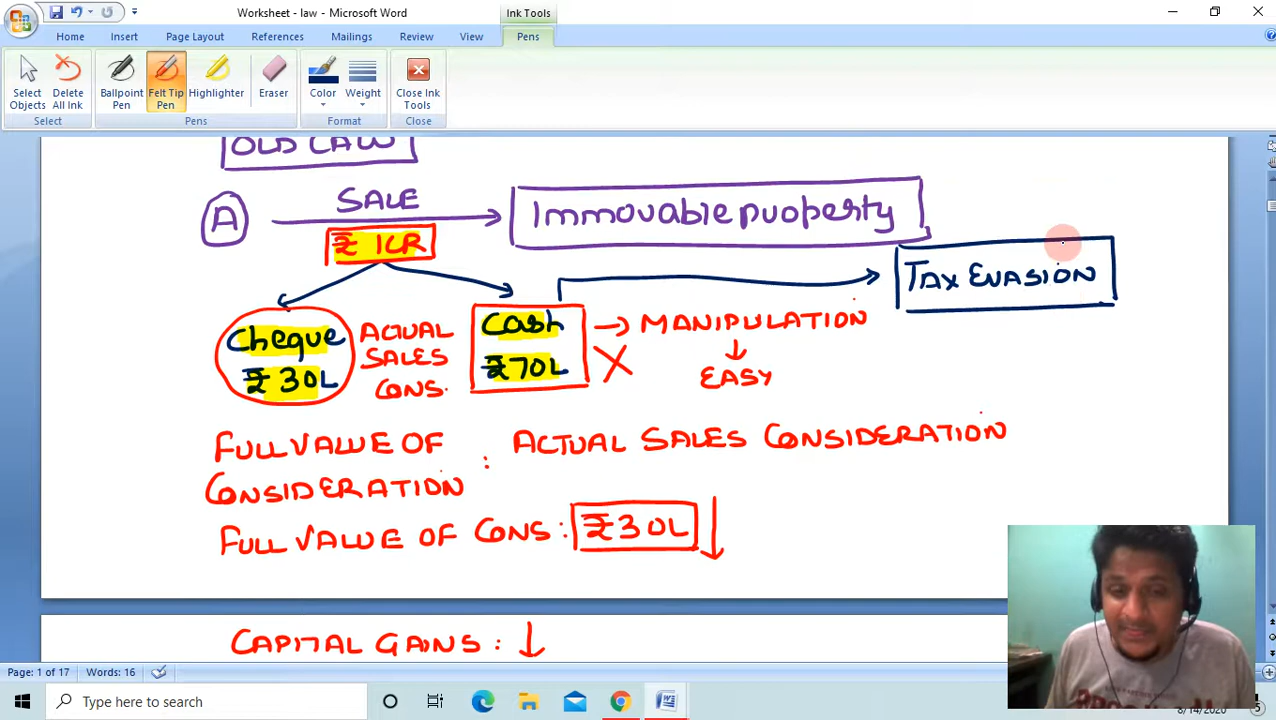 Worksheet - law - Microsoft Word
Ink Tools
Home Insert Page Layout References Mailings Review View Pens
Select Objects
Delete All Ink
Ballpoint Pen
Felt Tip Pen
Highlighter
Eraser
Color
Weight
Close Ink Tools
Select Pens Format Close
OLD LAW
A SALE Immovable property
₹ 1CR
TAX EVASION
Cheque ₹ 30L
ACTUAL SALES CONS.
Cash ₹70L
→ MANIPULATION
X
EASY
FULL VALUE OF CONSIDERATION : ACTUAL SALES CONSIDERATION
FULL VALUE OF CONS: ₹30L ↓
CAPITAL GAINS: ↓
Page: 1 of 17 Words: 16
Type here to search
8/14/2020